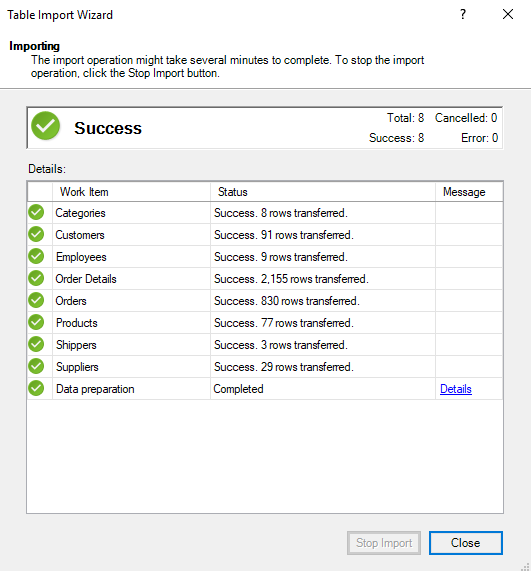 Table Import Wizard
?
Importing
The import operation might take several minutes to complete. To stop the import
operation, click the Stop Import button.
Success
Total: 8 Cancelled: 0
Success: 8 Error: 0
Details:
Work Item Status Message
Categories Success. 8 rows transferred.
Customers Success. 91 rows transferred.
Employees Success. 9 rows transferred.
Order Details Success. 2,155 rows transferred.
Orders Success. 830 rows transferred.
Products Success. 77 rows transferred.
Shippers Success. 3 rows transferred.
Suppliers Success. 29 rows transferred.
Data preparation Completed Details
Stop Import Close